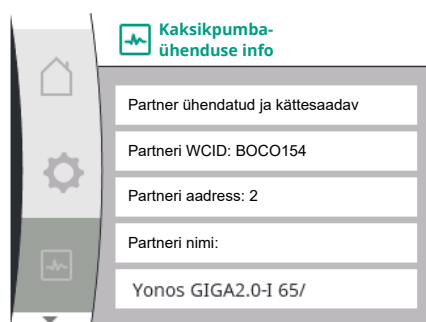 Kaksikpumba-
ühenduse info
Partner ühendatud ja kättesaadav
Partneri WCID: BOCO154
Partneri aadress: 2
Partneri nimi:
Yonos GIGA2.0-I 65/